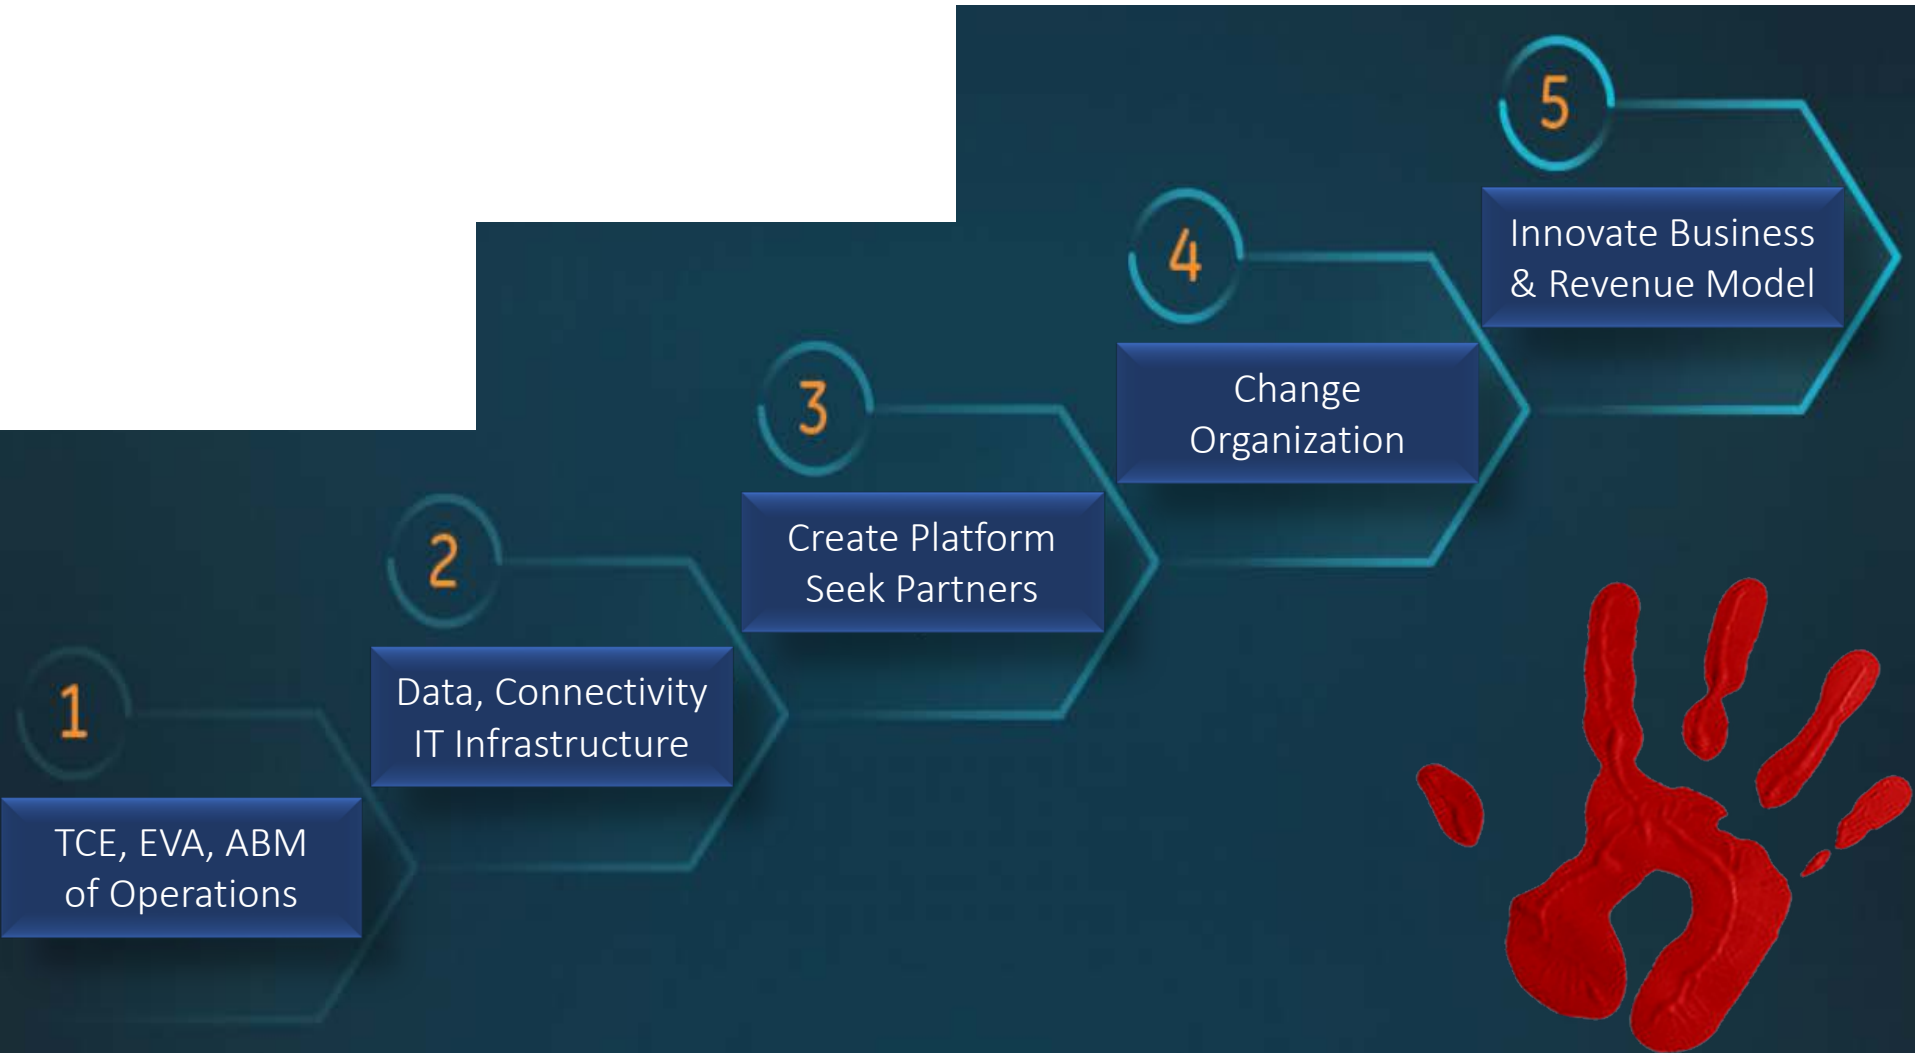 1
TCE, EVA, ABM
of Operations
2
Data, Connectivity
IT Infrastructure
3
Create Platform
Seek Partners
4
Change
Organization
5
Innovate Business
& Revenue Model